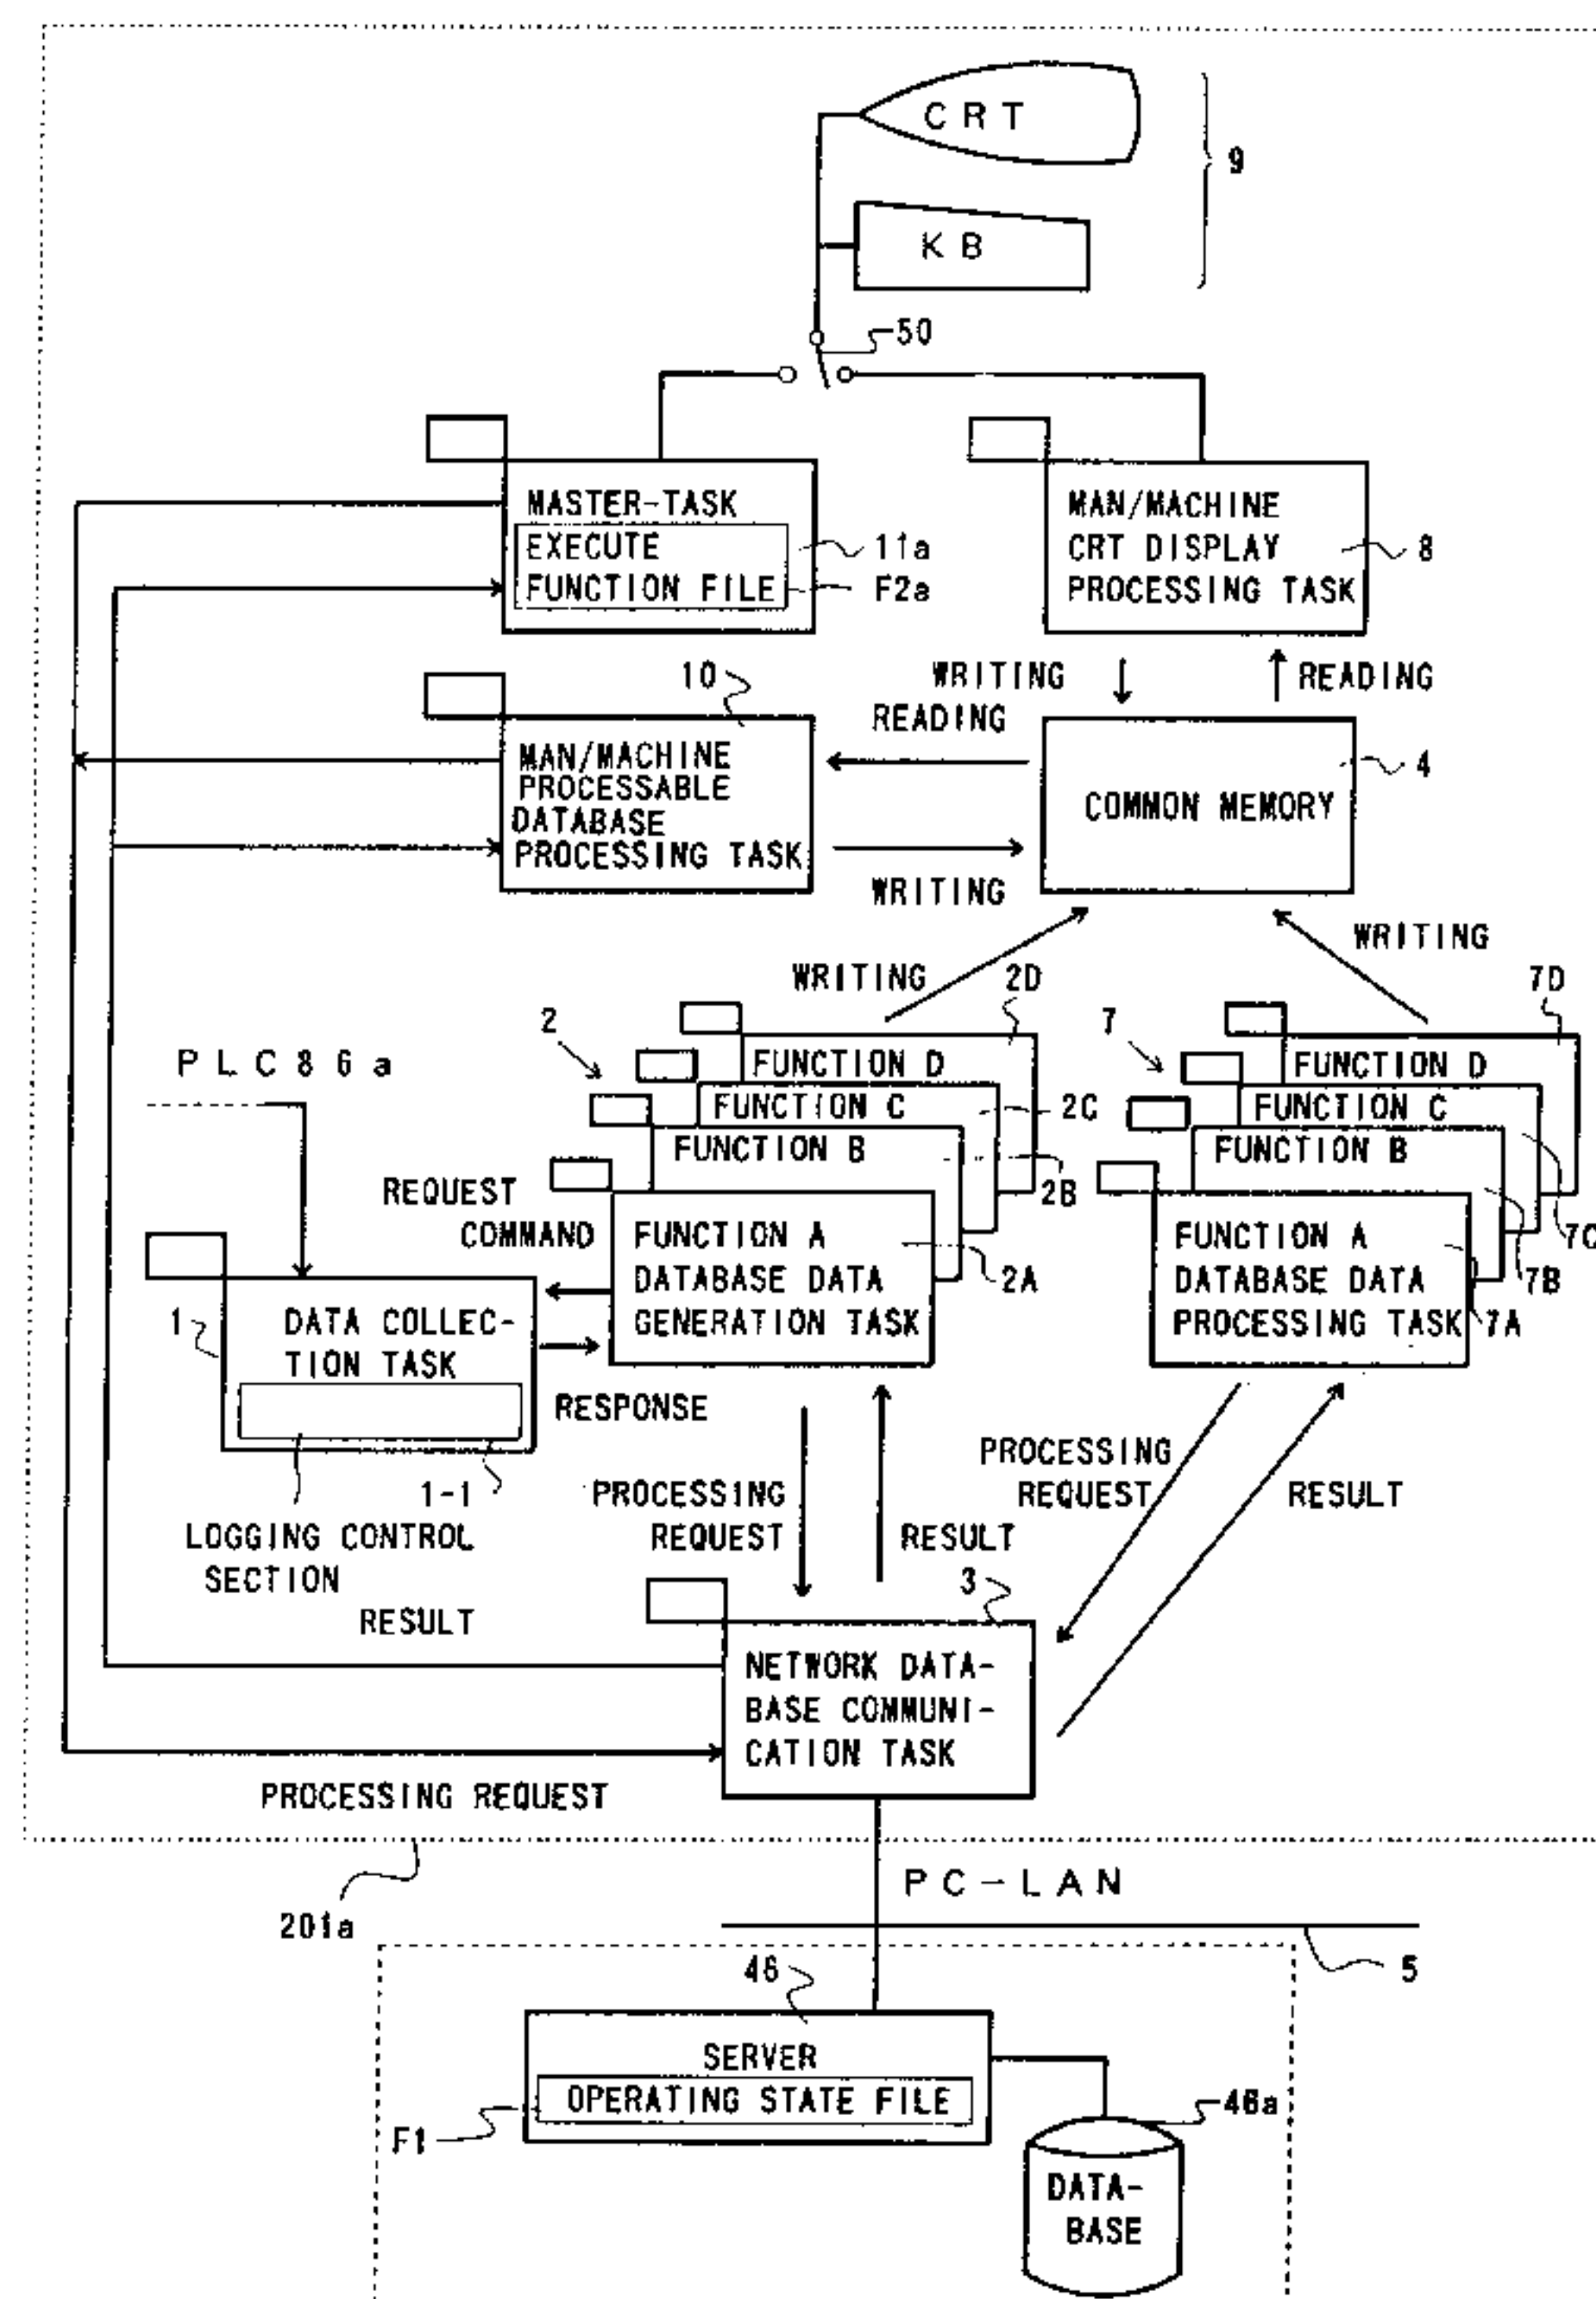 CRT
9
KB
50
MASTER-TASK
EXECUTE
FUNCTION FILE
11a
F2a
MAN/MACHINE
CRT DISPLAY
PROCESSING TASK
8
WRITING
READING
READING
10
MAN/MACHINE
PROCESSABLE
DATABASE
PROCESSING TASK
4
COMMON MEMORY
WRITING
WRITING
WRITING
2D
7D
2
7
PLC86a
FUNCTION D
FUNCTION C
2C
FUNCTION B
2B
FUNCTION D
FUNCTION C
FUNCTION B
7C
7B
REQUEST
COMMAND
FUNCTION A
DATABASE DATA
GENERATION TASK
2A
FUNCTION A
DATABASE DATA
PROCESSING TASK
7A
1
DATA COLLEC-
TION TASK
RESPONSE
1-1
LOGGING CONTROL
SECTION
PROCESSING
REQUEST
RESULT
PROCESSING
REQUEST
RESULT
3
RESULT
NETWORK DATA-
BASE COMMUNI-
CATION TASK
PROCESSING REQUEST
PC-LAN
201a
5
46
SERVER
OPERATING STATE FILE
F1
46a
DATA-
BASE